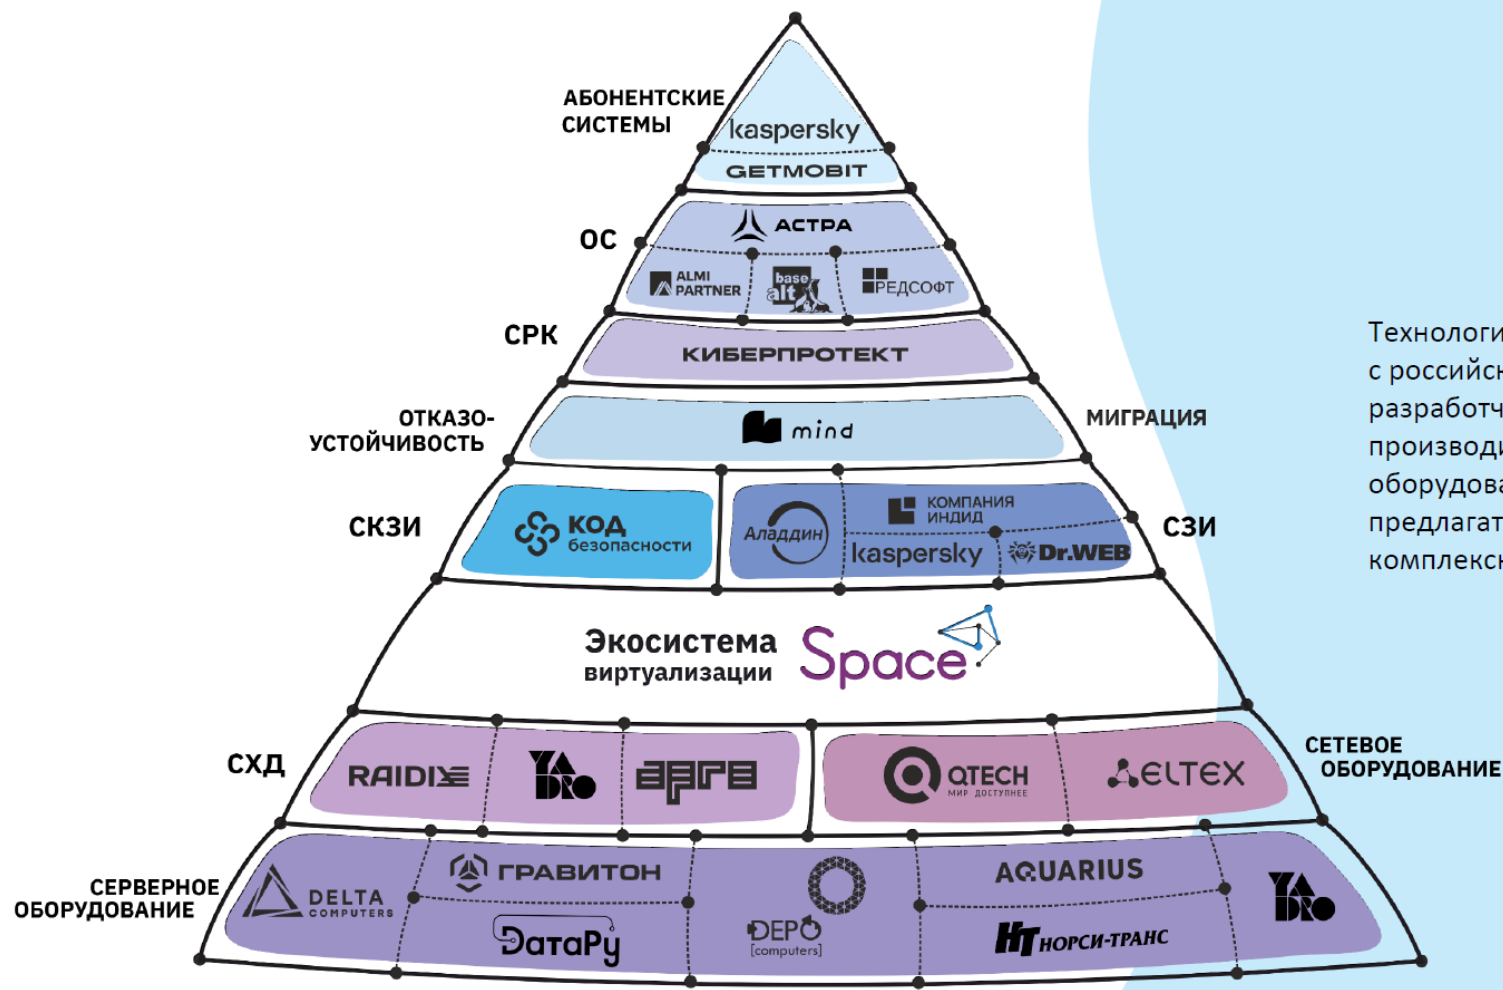 АБОНЕНТСКИЕ
СИСТЕМЫ
kaspersky
GETMOBIT
ОС
АСТРА
ALMI
PARTNER
base
alt
РЕДСОФТ
СРК
КИБЕРПРОТЕКТ
ОТКАЗО-
УСТОЙЧИВОСТЬ
mind
МИГРАЦИЯ
СКЗИ
КОД
безопасности
Аладдин
КОМПАНИЯ
ИНДИД
kaspersky
Dr.WEB
СЗИ
Экосистема
виртуализации
Space
СХД
RAIDIX
YADRO
аэро
QTECH
МИР ДОСТУПНЕЕ
ELTEX
СЕТЕВОЕ
ОБОРУДОВАНИЕ
СЕРВЕРНОЕ
ОБОРУДОВАНИЕ
DELTA
COMPUTERS
ГРАВИТОН
DатаРу
DEPO
[computers]
AQUARIUS
НТ НОРСИ-ТРАНС
YADRO
Технологи
с российск
разработч
производи
оборудова
предлагат
комплексн